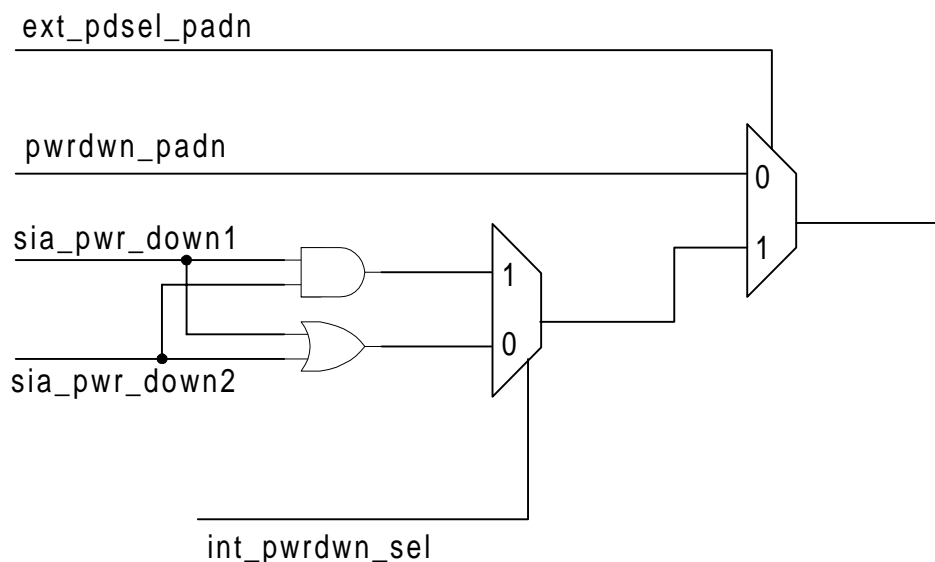 ext_pdsel_padn
pwrdwn_padn
0
sia_pwr_down1
1
1
0
sia_pwr_down2
int_pwrdwn_sel